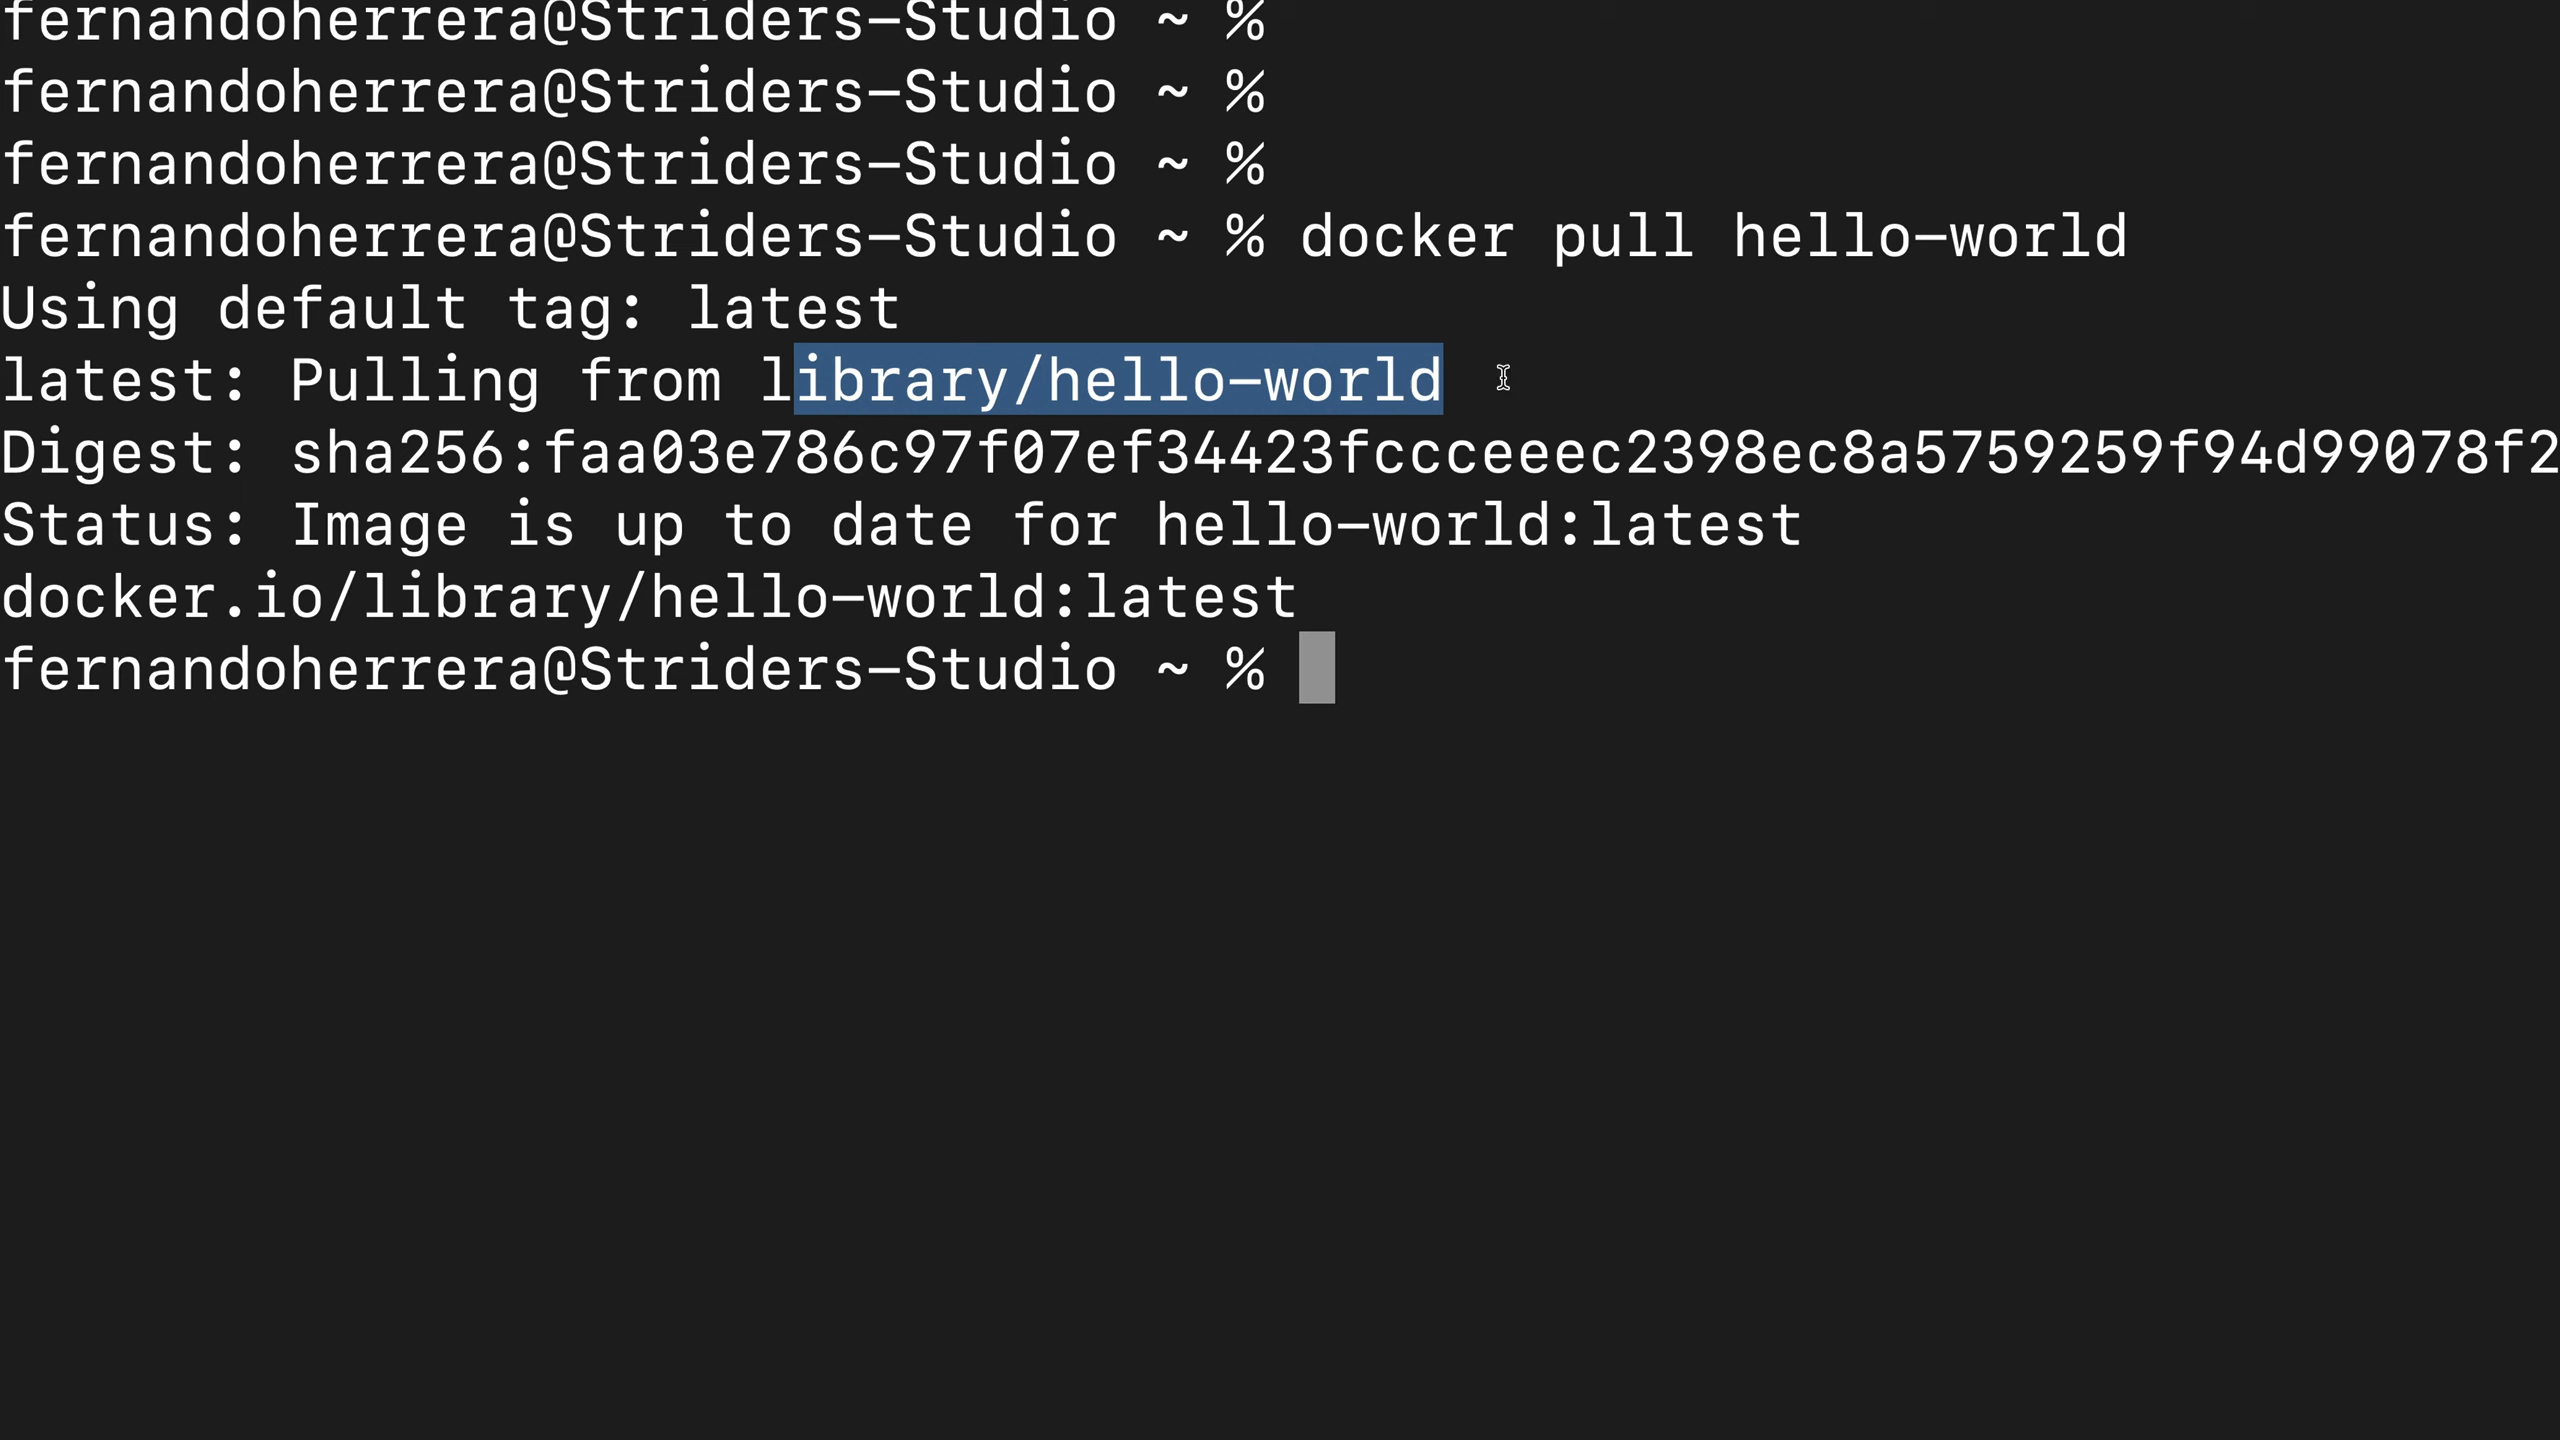 fernandoherrera@Striders-Studio ~ %
fernandoherrera@Striders-Studio ~ %
fernandoherrera@Striders-Studio ~ %
fernandoherrera@Striders-Studio ~ % docker pull hello-world
Using default tag: latest
latest: Pulling from library/hello-world
Digest: sha256:faa03e786c97f07ef34423fccceeec2398ec8a5759259f94d99078f2
Status: Image is up to date for hello-world:latest
docker.io/library/hello-world:latest
fernandoherrera@Striders-Studio ~ %